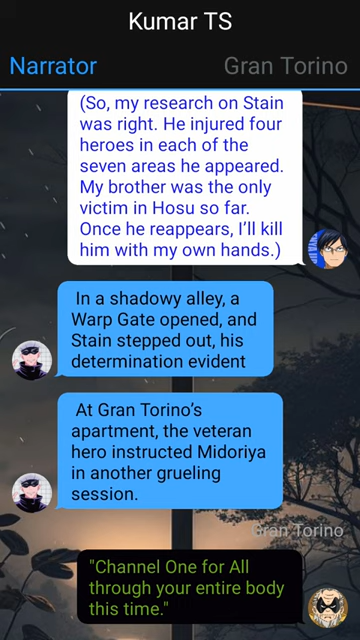 Kumar TS
Narrator
Gran Torino
(So, my research on Stain
was right. He injured four
heroes in each of the
seven areas he appeared.
My brother was the only
victim in Hosu so far.
Once he reappears, I'll kill
him with my own hands.)
In a shadowy alley, a
Warp Gate opened, and
Stain stepped out, his
determination evident
At Gran Torino's
apartment, the veteran
hero instructed Midoriya
in another grueling
session.
Gran Torino
"Channel One for All
through your entire body
this time."